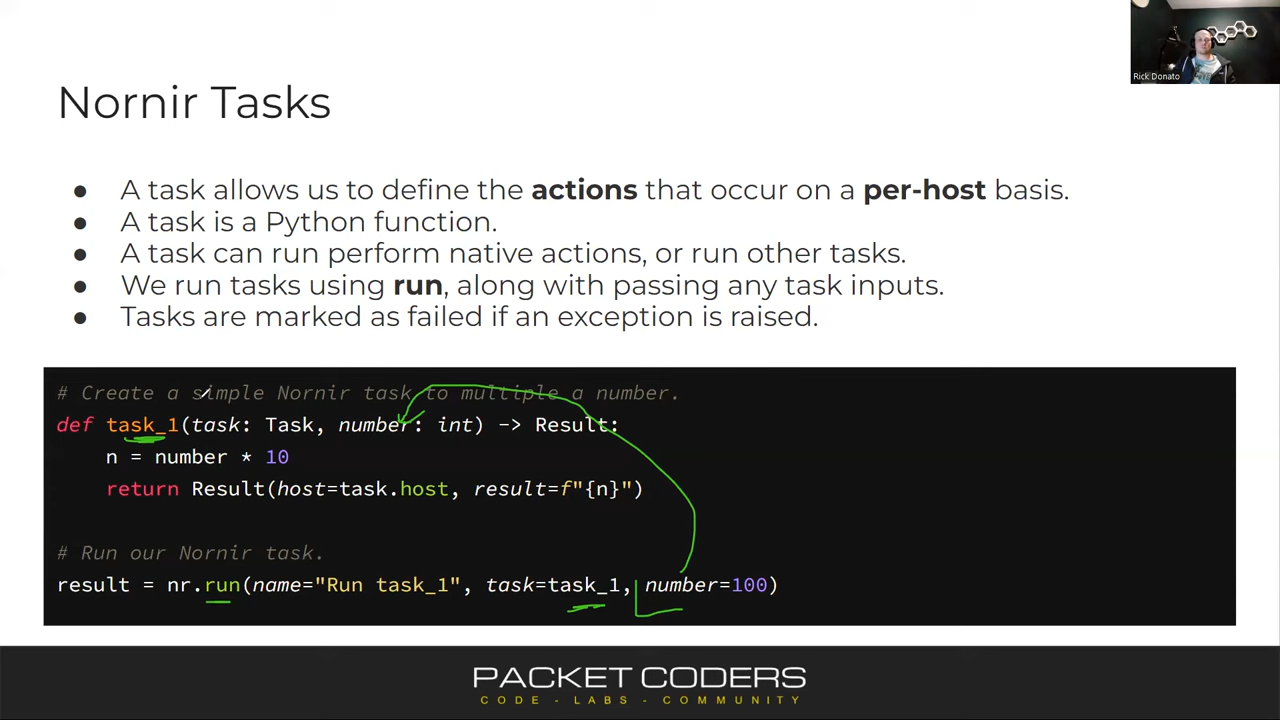 Rick Donato
Nornir Tasks
● A task allows us to define the actions that occur on a per-host basis.
● A task is a Python function.
● A task can run perform native actions, or run other tasks.
● We run tasks using run, along with passing any task inputs.
● Tasks are marked as failed if an exception is raised.
# Create a simple Nornir task to multiple a number.
def task_1(task: Task, number: int) -> Result:
    n = number * 10
    return Result(host=task.host, result=f"{n}")
# Run our Nornir task.
result = nr.run(name="Run task_1", task=task_1, number=100)
PACKET CODERS
CODE - LABS - COMMUNITY